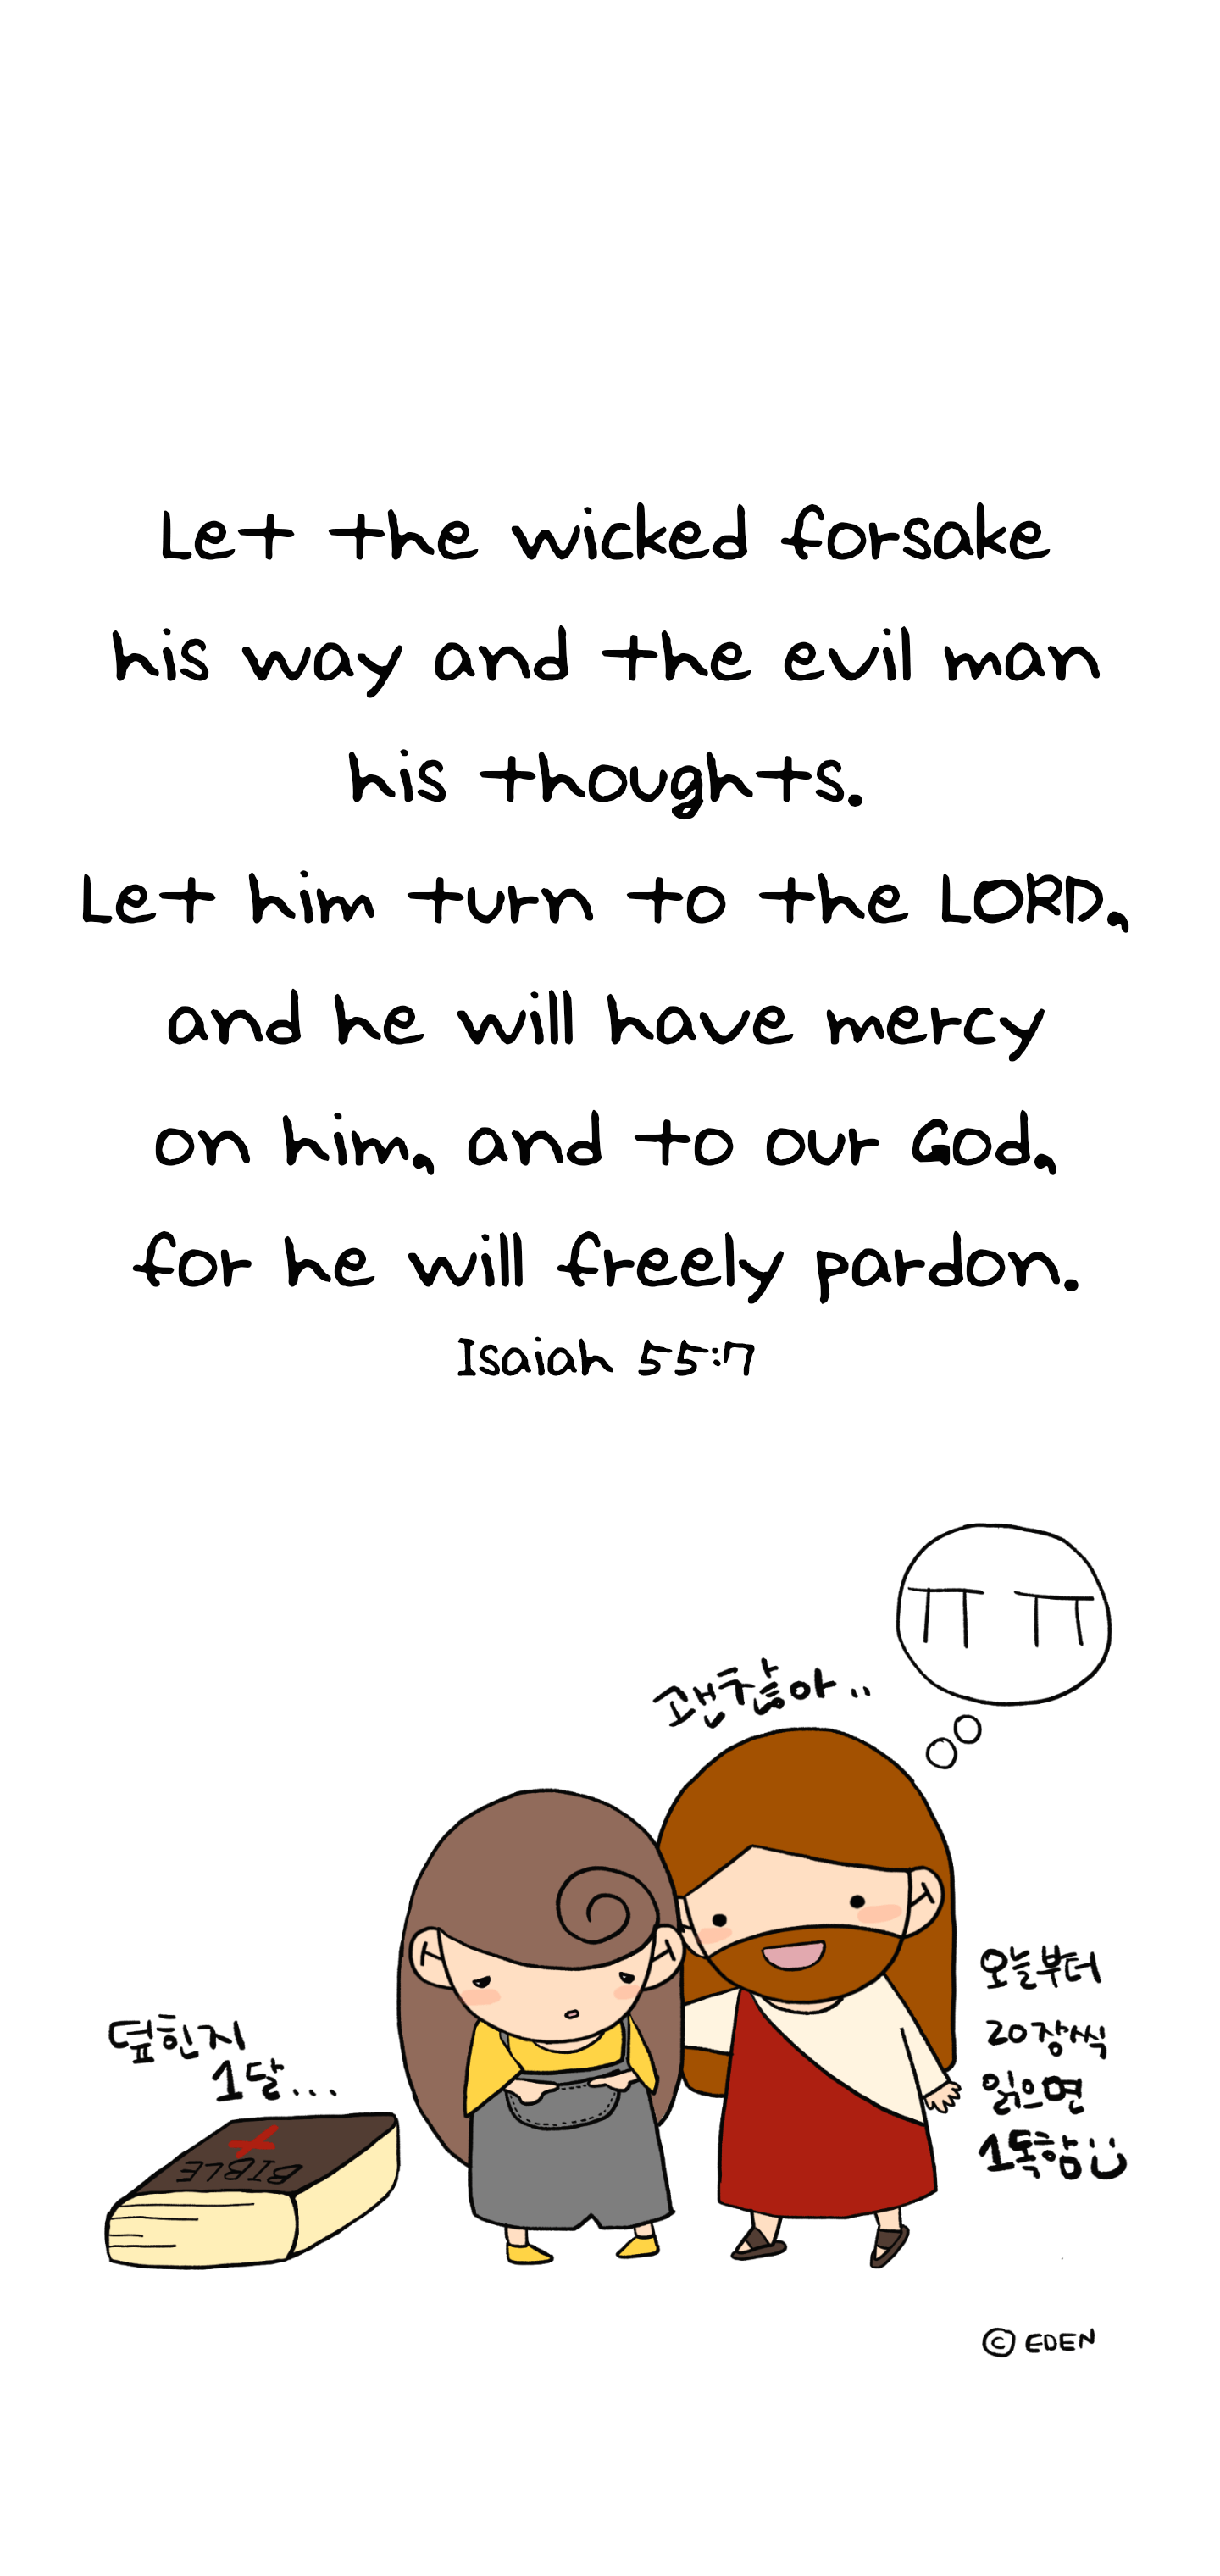 Let the wicked forsake
his way and the evil man
his thoughts.
Let him turn to the LORD,
and he will have mercy
on him, and to our God,
for he will freely pardon.
Isaiah 55:7
ㅠㅠ
괜찮아..
덮힌지
1달...
BIBLE
오늘부터
20장씩
읽으면
1독함
© EDEN